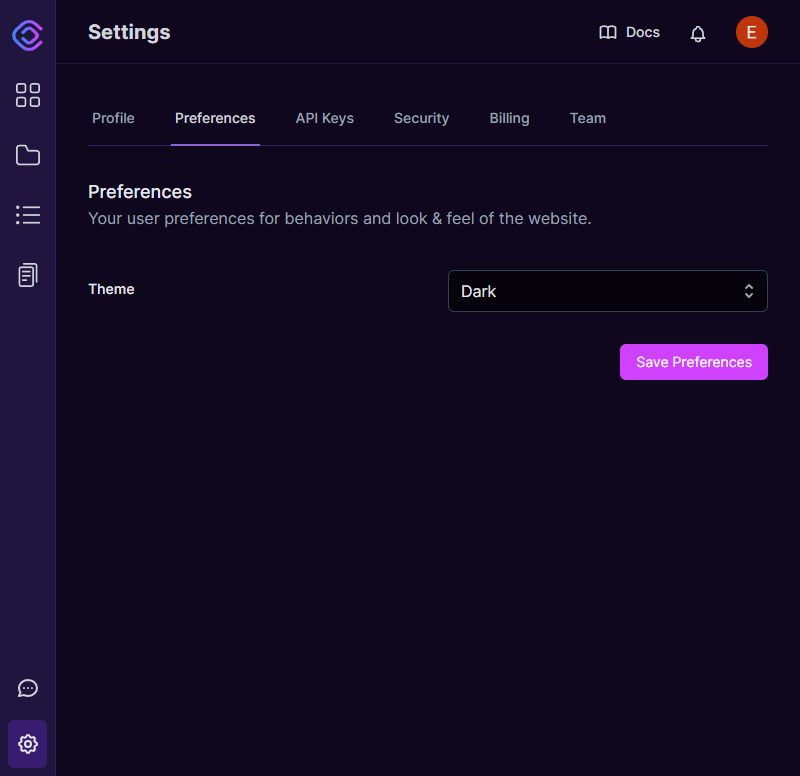 Settings
Docs
E
Profile
Preferences
API Keys
Security
Billing
Team
Preferences
Your user preferences for behaviors and look & feel of the website.
Theme
Dark
Save Preferences